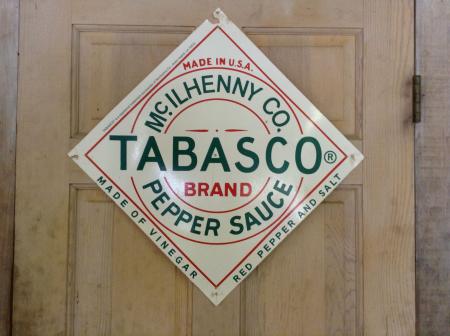 MADE IN U.S.A.
McILHENNY CO.
TABASCO®
BRAND
PEPPER SAUCE
MADE OF VINEGAR
RED PEPPER AND SALT